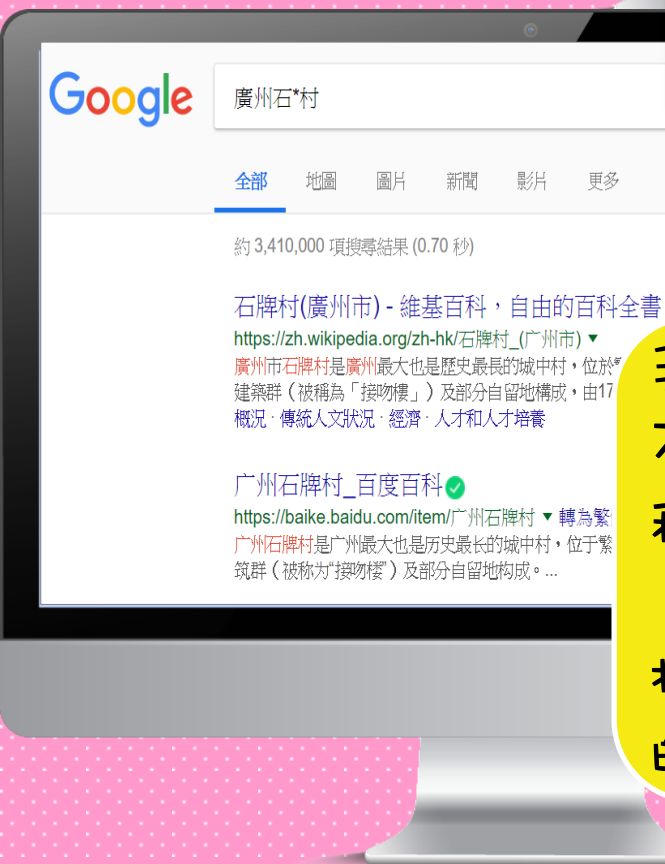 Google
廣州石*村
全部 地圖 圖片 新聞 影片 更多
約 3,410,000 項搜尋結果 (0.70 秒)
石牌村(廣州市) - 維基百科，自由的百科全書
https://zh.wikipedia.org/zh-hk/石牌村_(广州市) ▼
廣州市石牌村是廣州最大也是歷史最長的城中村，位於
建築群（被稱為「接吻樓」）及部分自留地構成，由17
概況 · 傳統人文狀況 · 經濟 · 人才和人才培養
广州石牌村_百度百科
https://baike.baidu.com/item/广州石牌村 ▼ 轉為繁
广州石牌村是广州最大也是历史最长的城中村，位于繁
筑群（被称为“接吻楼”）及部分自留地构成。...